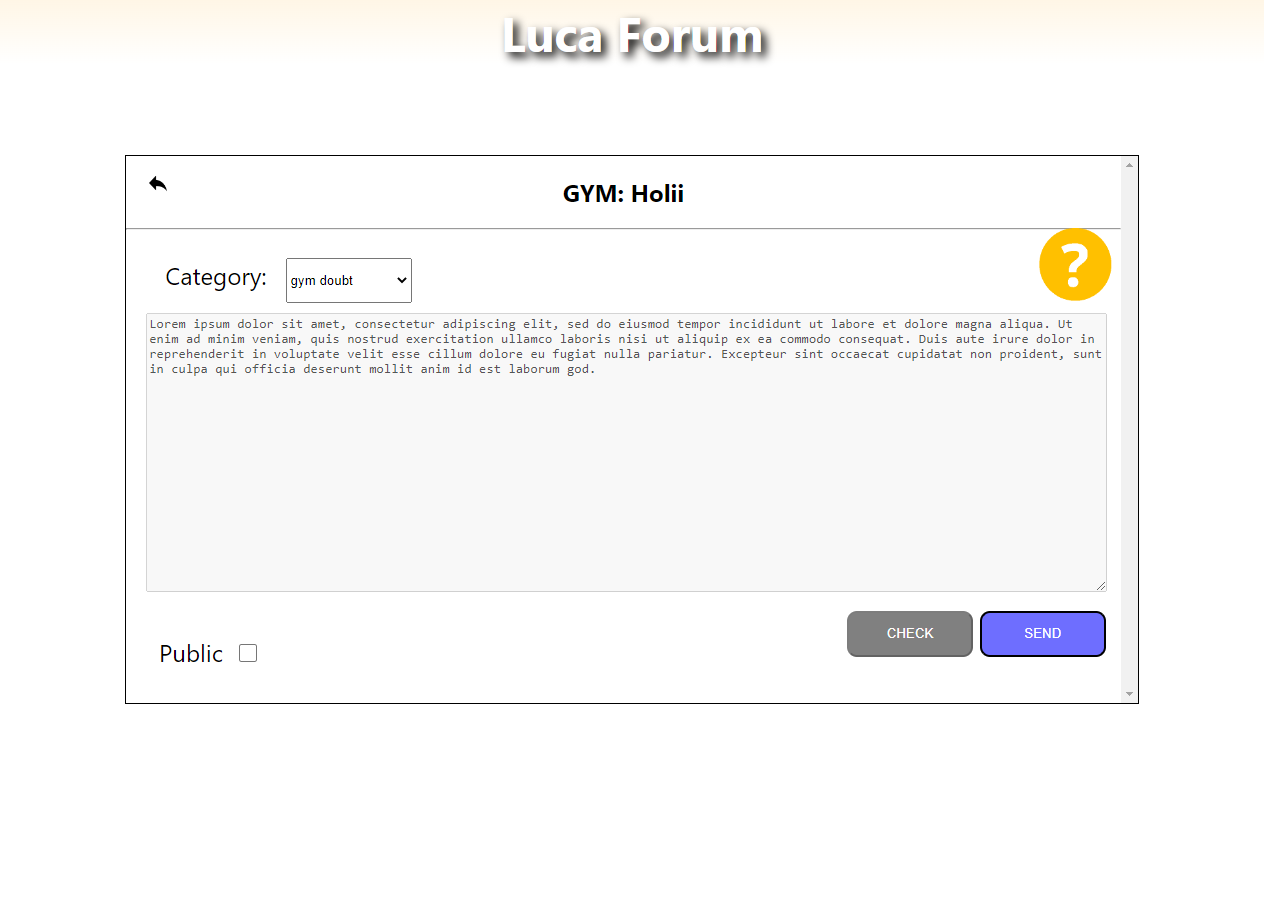 Luca Forum
GYM: Holii
?
Category: gym doubt
Lorem ipsum dolor sit amet, consectetur adipiscing elit, sed do eiusmod tempor incididunt ut labore et dolore magna aliqua. Ut
enim ad minim veniam, quis nostrud exercitation ullamco laboris nisi ut aliquip ex ea commodo consequat. Duis aute irure dolor in
reprehenderit in voluptate velit esse cillum dolore eu fugiat nulla pariatur. Excepteur sint occaecat cupidatat non proident, sunt
in culpa qui officia deserunt mollit anim id est laborum god.
CHECK SEND
Public